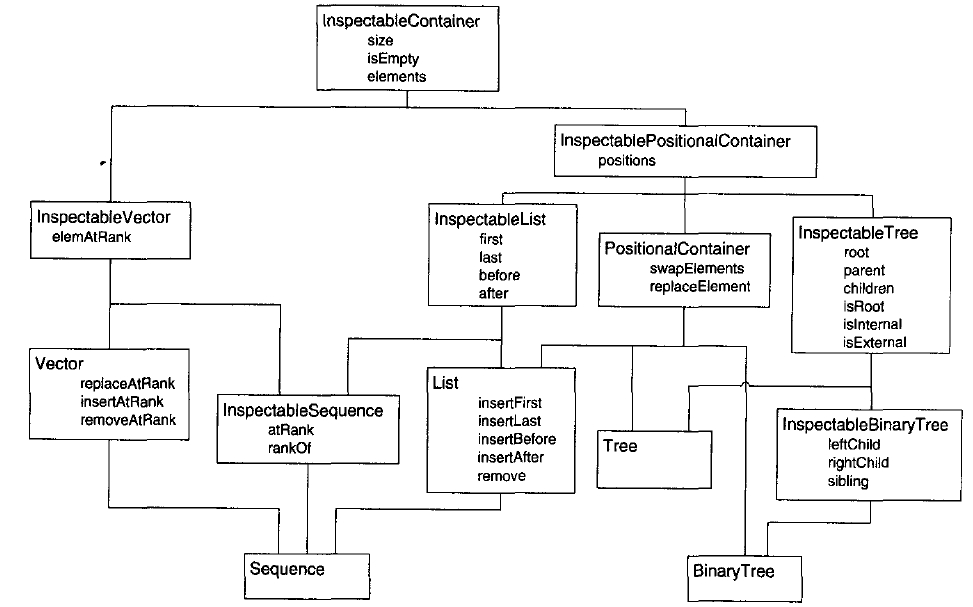 InspectableContainer
size
isEmpty
elements
InspectablePositionalContainer
positions
InspectableVector
elemAtRank
InspectableList
first
last
before
after
PositionalContainer
swapElements
replaceElement
InspectableTree
root
parent
children
isRoot
isInternal
isExternal
Vector
replaceAtRank
insertAtRank
removeAtRank
InspectableSequence
atRank
rankOf
List
insertFirst
insertLast
insertBefore
insertAfter
remove
Tree
InspectableBinaryTree
leftChild
rightChild
sibling
Sequence
BinaryTree